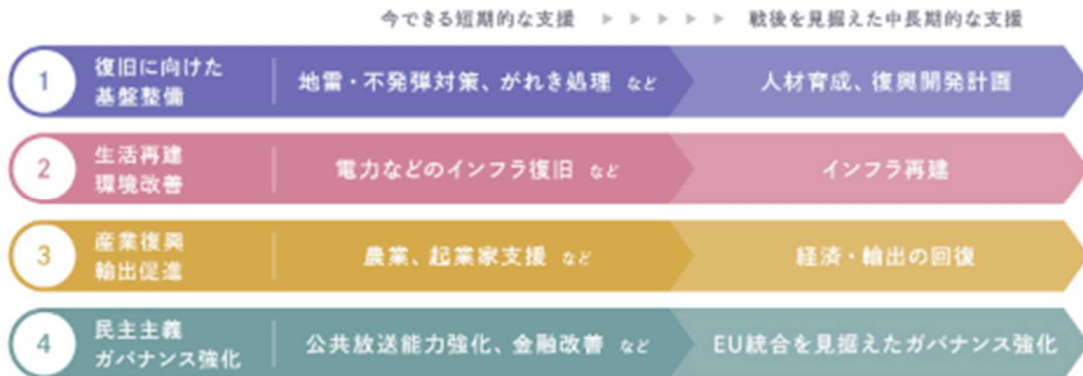 今できる短期的な支援 ▶ ▶ ▶ ▶ ▶ 戦後を見据えた中長期的な支援
1 復旧に向けた
基盤整備
地雷・不発弾対策、がれき処理 など
人材育成、復興開発計画
2 生活再建
環境改善
電力などのインフラ復旧 など
インフラ再建
3 産業復興
輸出促進
農業、起業家支援 など
経済・輸出の回復
4 民主主義
ガバナンス強化
公共放送能力強化、金融改善 など
EU統合を見据えたガバナンス強化